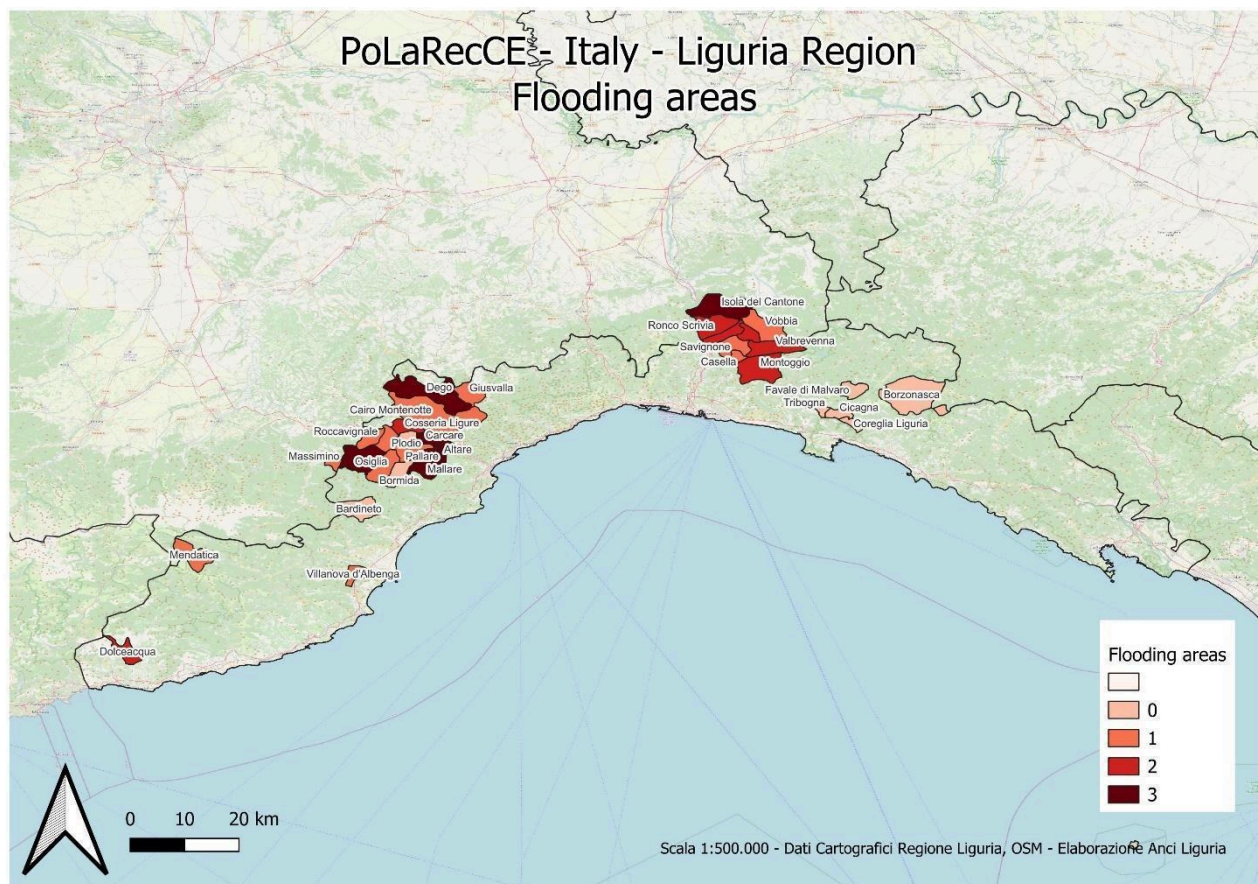 PoLaRecCE - Italy - Liguria Region
Flooding areas
Isola del Cantone
Ronco Scrivia
Vobbia
Savignone
Valbrevenna
Casella
Montoggio
Favale di Malvaro
Borzonasca
Tribogna
Cicagna
Coreglia Liguria
Dego
Giusvalla
Cairo Montenotte
Cosseria Ligure
Roccavignale
Carcare
Plodio
Altare
Massimino
Osiglia
Pallare
Mallare
Bormida
Bardineto
Mendatica
Villanova d'Albenga
Dolceacqua
Flooding areas
0
1
2
3
0 10 20 km
Scala 1:500.000 - Dati Cartografici Regione Liguria, OSM - Elaborazione Anci Liguria